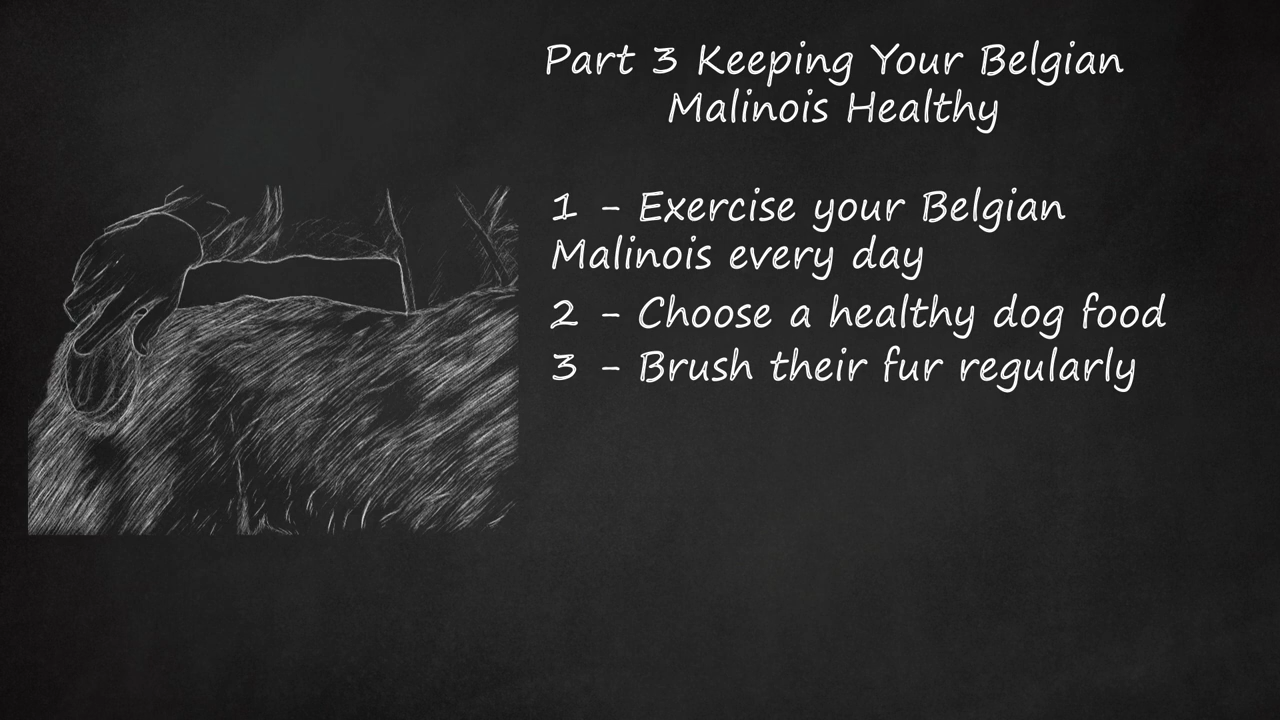 Part 3 Keeping Your Belgian
Malinois Healthy
1 - Exercise your Belgian
Malinois every day
2 - Choose a healthy dog food
3 - Brush their fur regularly